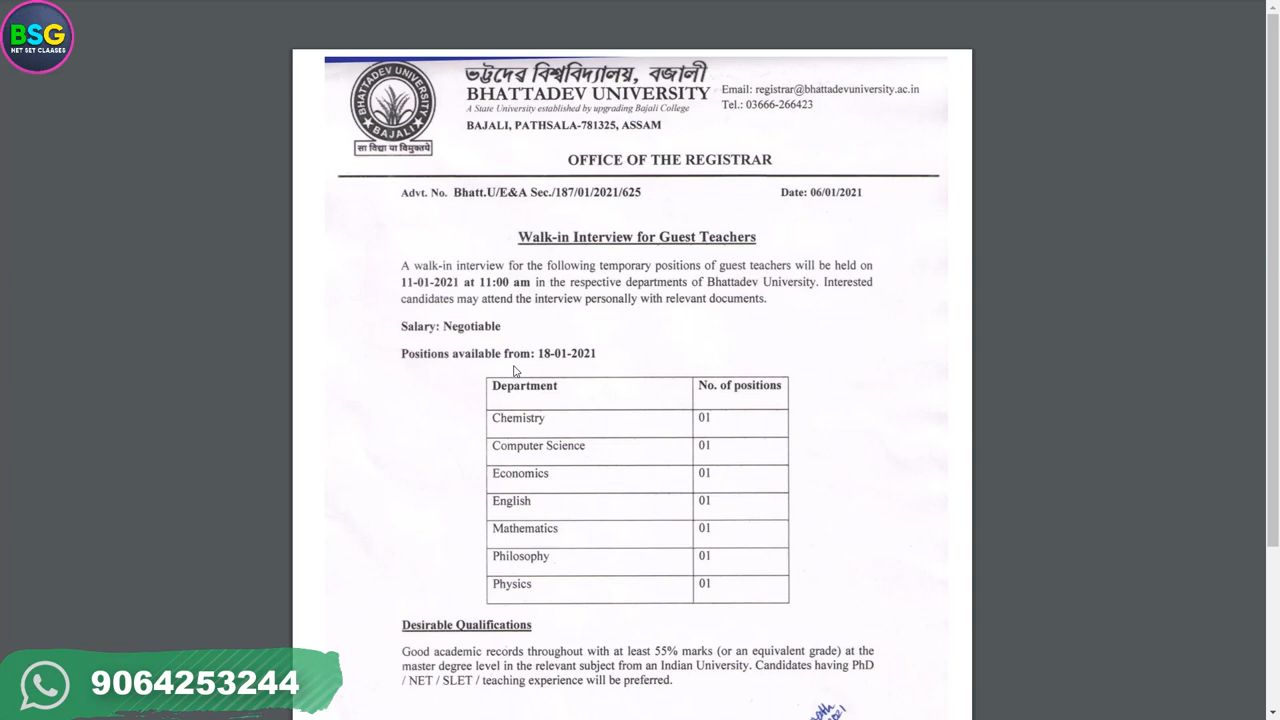 BSG
NET SET CLAASES
BHATTADEV UNIVERSITY
BAJALI
सा विद्या या विमुक्तये
ভট্টদেব বিশ্ববিদ্যালয়, বজালী
BHATTADEV UNIVERSITY
A State University established by upgrading Bajali College
BAJALI, PATHSALA-781325, ASSAM
Email: registrar@bhattadevuniversity.ac.in
Tel.: 03666-266423
OFFICE OF THE REGISTRAR
Advt. No. Bhatt.U/E&A Sec./187/01/2021/625 Date: 06/01/2021
Walk-in Interview for Guest Teachers
A walk-in interview for the following temporary positions of guest teachers will be held on
11-01-2021 at 11:00 am in the respective departments of Bhattadev University. Interested
candidates may attend the interview personally with relevant documents.
Salary: Negotiable
Positions available from: 18-01-2021
Department No. of positions
Chemistry 01
Computer Science 01
Economics 01
English 01
Mathematics 01
Philosophy 01
Physics 01
Desirable Qualifications
Good academic records throughout with at least 55% marks (or an equivalent grade) at the
master degree level in the relevant subject from an Indian University. Candidates having PhD
/ NET / SLET / teaching experience will be preferred.
9064253244